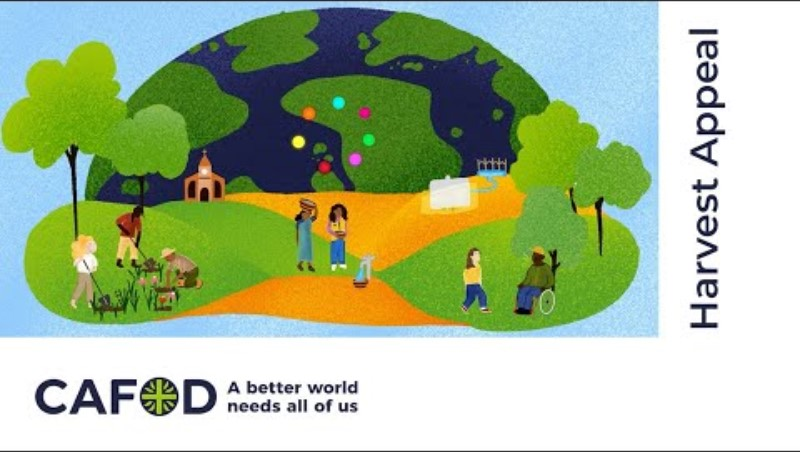 Harvest Appeal
CAFOD
A better world
needs all of us